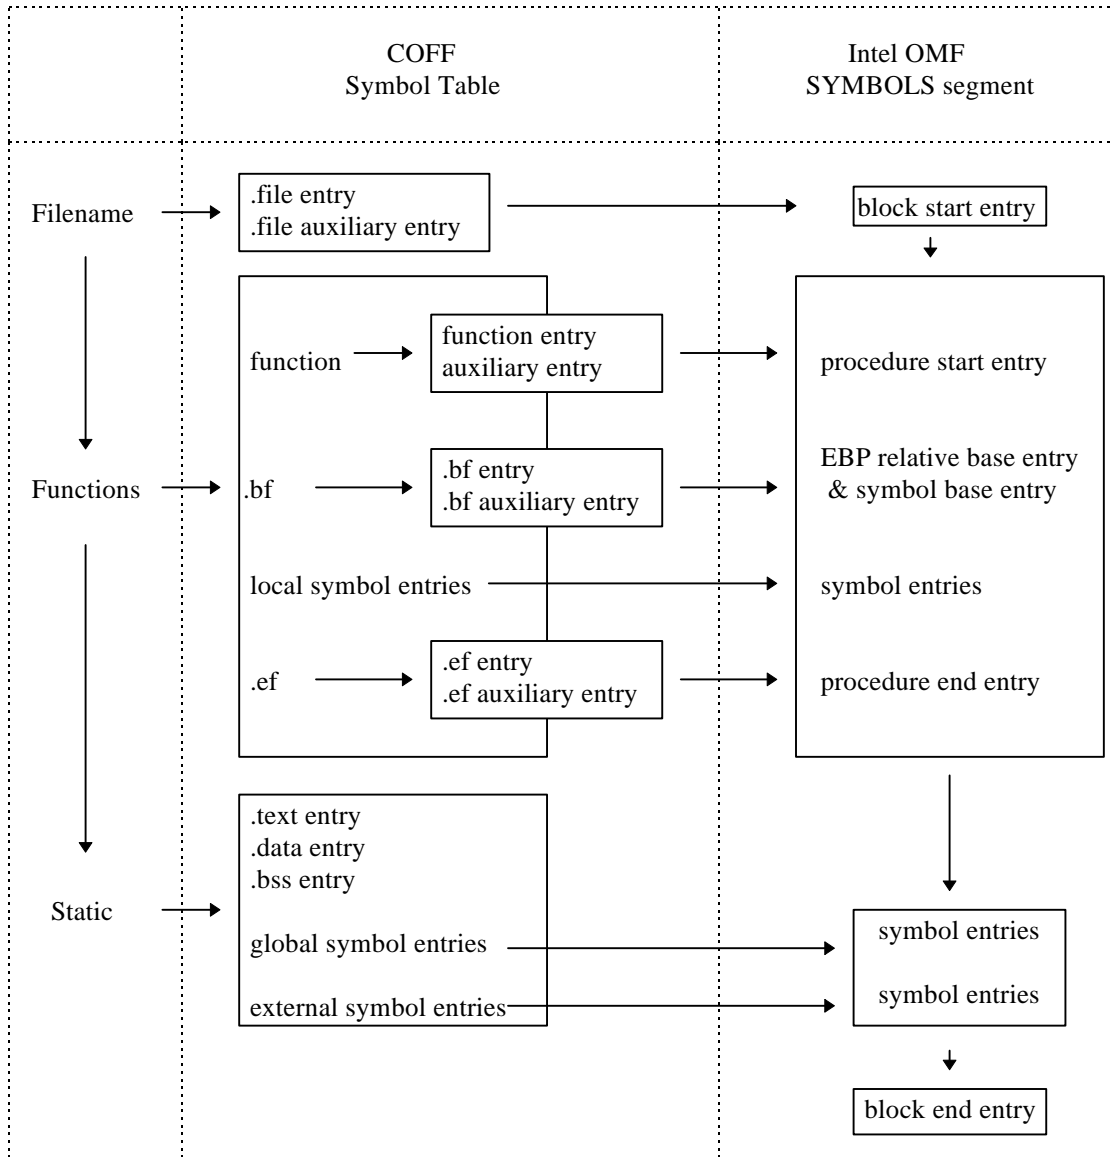 COFF
Symbol Table
Intel OMF
SYMBOLS segment
Filename
.file entry
.file auxiliary entry
block start entry
function
function entry
auxiliary entry
procedure start entry
Functions
.bf
.bf entry
.bf auxiliary entry
EBP relative base entry
& symbol base entry
local symbol entries
symbol entries
.ef
.ef entry
.ef auxiliary entry
procedure end entry
Static
.text entry
.data entry
.bss entry
global symbol entries
symbol entries
external symbol entries
symbol entries
block end entry